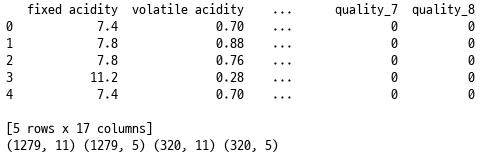 fixed acidity  volatile acidity    ...      quality_7  quality_8
0            7.4              0.70    ...              0          0
1            7.8              0.88    ...              0          0
2            7.8              0.76    ...              0          0
3           11.2              0.28    ...              0          0
4            7.4              0.70    ...              0          0

[5 rows x 17 columns]
(1279, 11) (1279, 5) (320, 11) (320, 5)